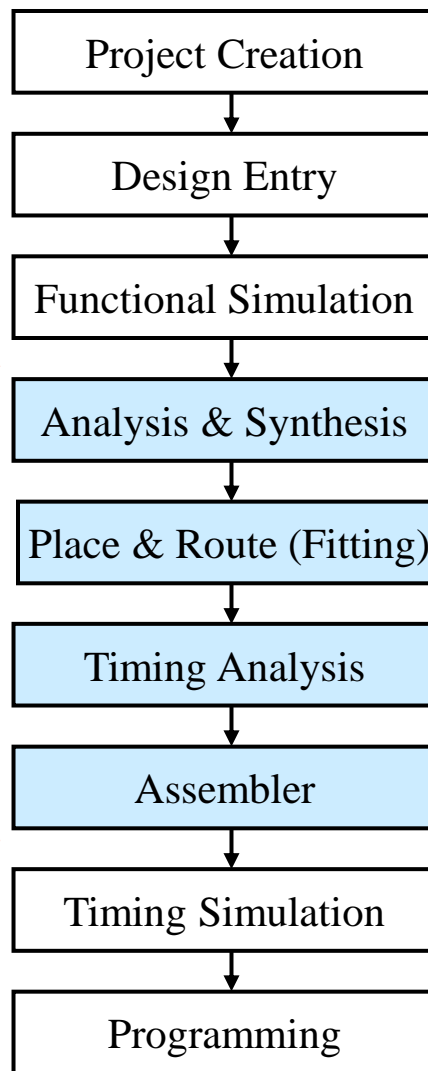 Project Creation
Design Entry
Functional Simulation
Analysis & Synthesis
Place & Route (Fitting)
Timing Analysis
Assembler
Timing Simulation
Programming